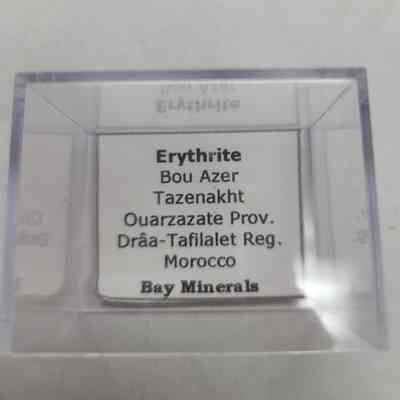 Erythrite
Bou Azer
Tazenakht
Ouarzazate Prov.
Drâa-Tafilalet Reg.
Morocco
Bay Minerals